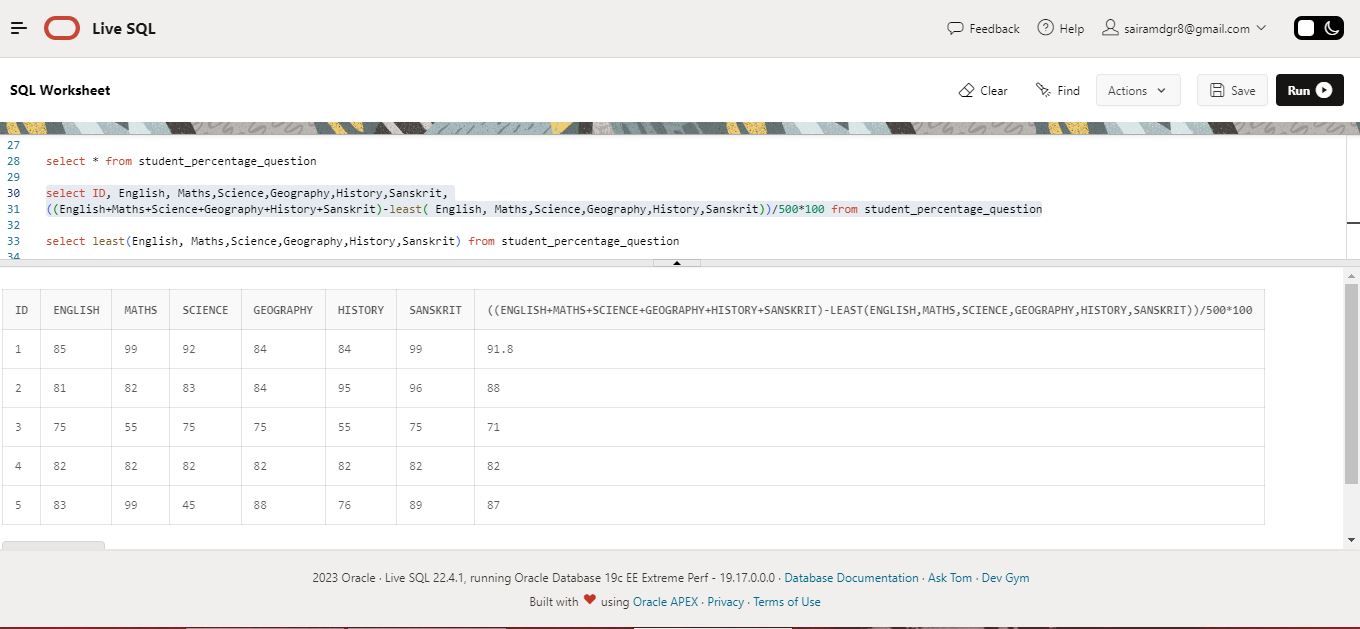 Live SQL
Feedback Help sairamdgr8@gmail.com
SQL Worksheet
Clear Find Actions Save Run
27
28 select * from student_percentage_question
29
30 select ID, English, Maths,Science,Geography,History,Sanskrit,
31 ((English+Maths+Science+Geography+History+Sanskrit)-least( English, Maths,Science,Geography,History,Sanskrit))/500*100 from student_percentage_question
32
33 select least(English, Maths,Science,Geography,History,Sanskrit) from student_percentage_question
34
ID ENGLISH MATHS SCIENCE GEOGRAPHY HISTORY SANSKRIT ((ENGLISH+MATHS+SCIENCE+GEOGRAPHY+HISTORY+SANSKRIT)-LEAST(ENGLISH,MATHS,SCIENCE,GEOGRAPHY,HISTORY,SANSKRIT))/500*100
1 85 99 92 84 84 99 91.8
2 81 82 83 84 95 96 88
3 75 55 75 75 55 75 71
4 82 82 82 82 82 82 82
5 83 99 45 88 76 89 87
2023 Oracle · Live SQL 22.4.1, running Oracle Database 19c EE Extreme Perf - 19.17.0.0.0 · Database Documentation · Ask Tom · Dev Gym
Built with ❤ using Oracle APEX · Privacy · Terms of Use